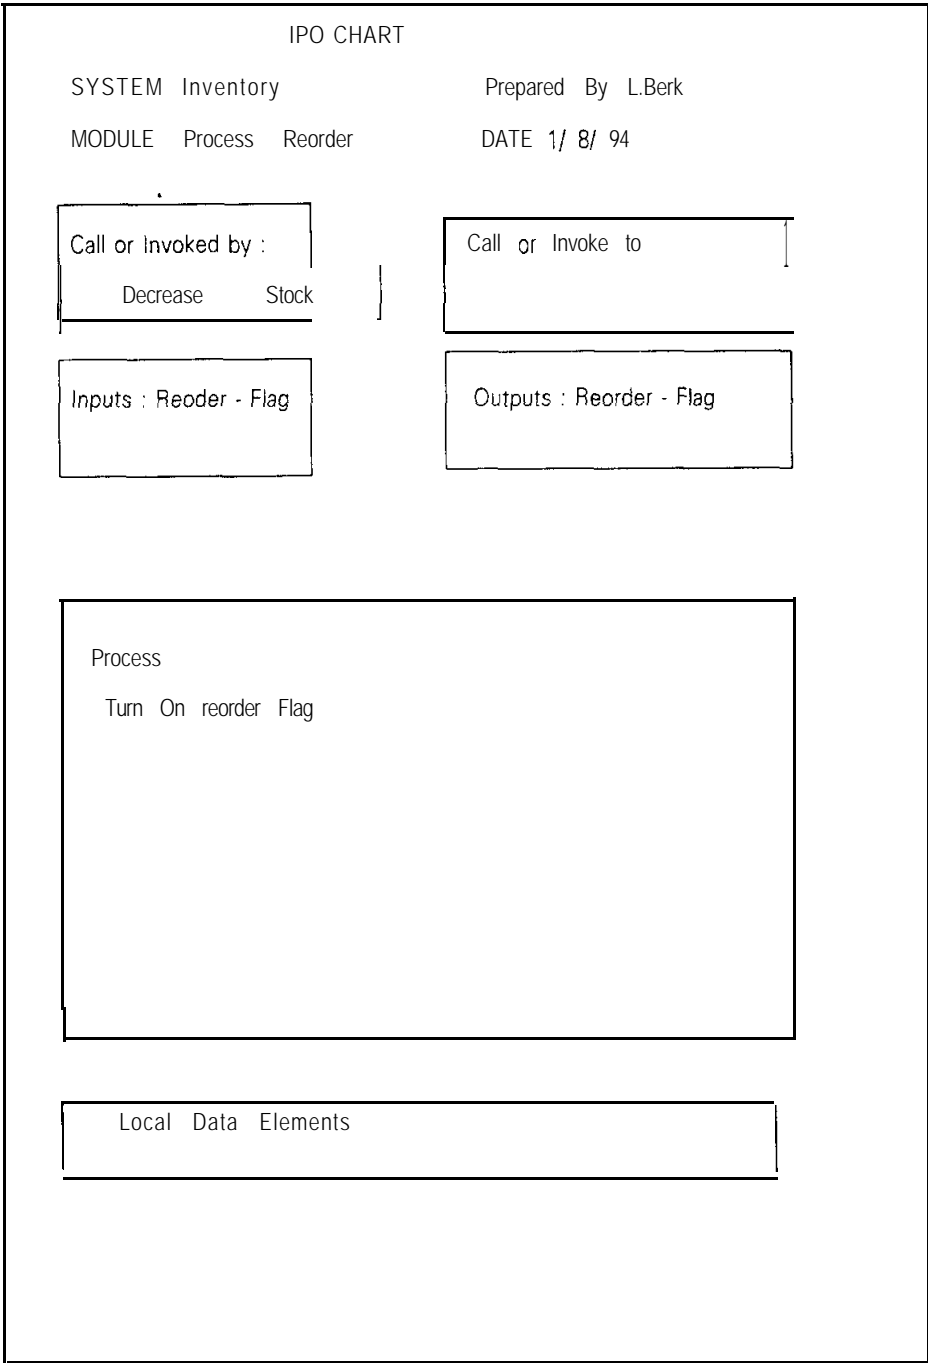 IPO CHART
SYSTEM Inventory Prepared By L.Berk
MODULE Process Reorder DATE 1/ 8/ 94
Call or Invoked by :
Decrease Stock
Call or Invoke to
Inputs : Reoder - Flag
Outputs : Reorder - Flag
Process
Turn On reorder Flag
Local Data Elements